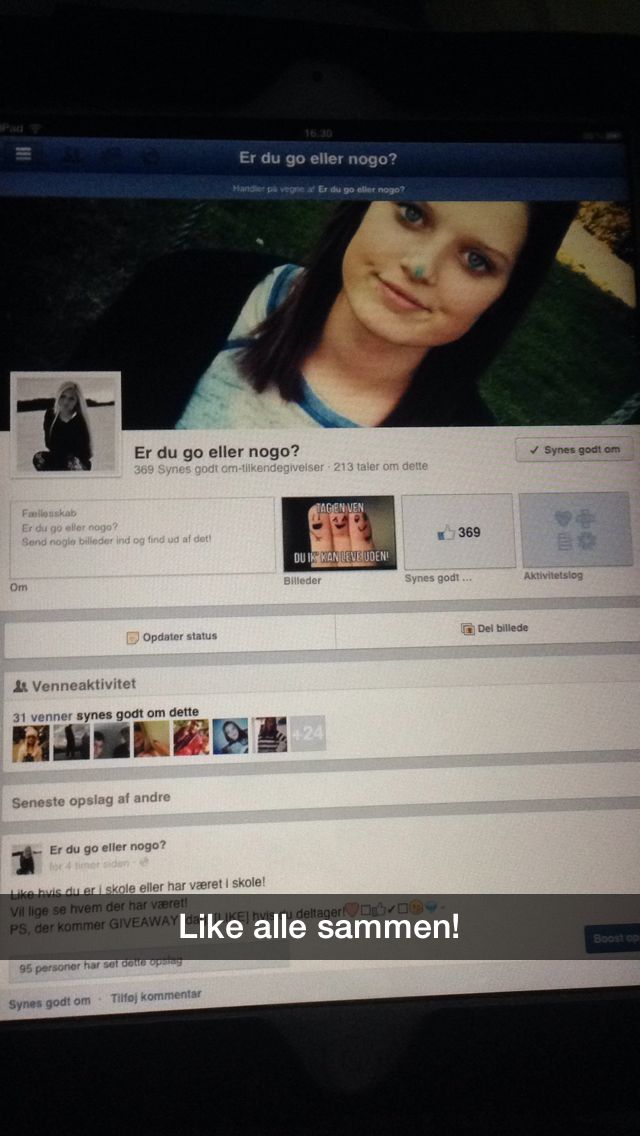 iPad
16.30
Er du go eller nogo?
Handler på vegne af Er du go eller nogo?
Er du go eller nogo?
369 Synes godt om-tilkendegivelser · 213 taler om dette
✓ Synes godt om
Fællesskab
Er du go eller nogo?
Send nogle billeder ind og find ud af det!
TAG EN VEN
DU IK' KAN LEVE UDEN!
369
Om
Billeder
Synes godt ...
Aktivitetslog
Opdater status
Del billede
Venneaktivitet
31 venner synes godt om dette
+24
Seneste opslag af andre
Er du go eller nogo?
for 4 timer siden ·
Like hvis du er i skole eller har været i skole!
Vil lige se hvem der har været!
PS, der kommer GIVEAWAY [LIKE] hvis du deltager!
Like alle sammen!
Boost op
95 personer har set dette opslag
Synes godt om · Tilføj kommentar